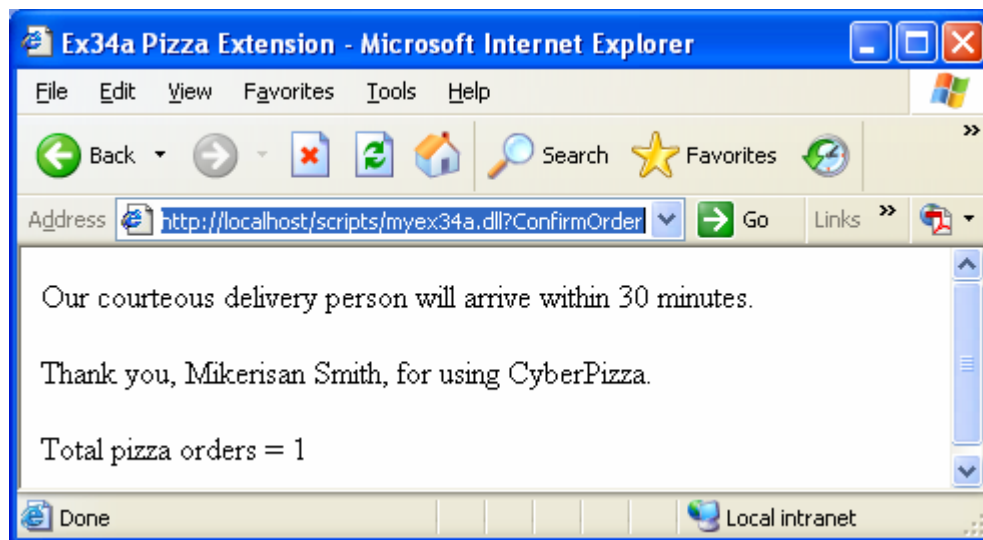 Ex34a Pizza Extension - Microsoft Internet Explorer
File Edit View Favorites Tools Help
Back Search Favorites »
Address http://localhost/scripts/myex34a.dll?ConfirmOrder Go Links »
Our courteous delivery person will arrive within 30 minutes.
Thank you, Mikerisan Smith, for using CyberPizza.
Total pizza orders = 1
Done Local intranet